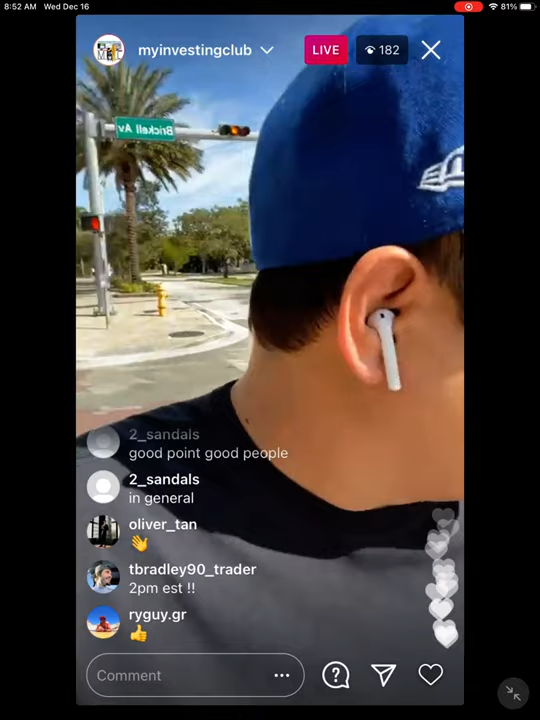 8:52 AM Wed Dec 16
81%
myinvestingclub
LIVE
182
Brickell Av
2_sandals
good point good people
2_sandals
in general
oliver_tan
👋
tbradley90_trader
2pm est !!
ryguy.gr
👍
Comment